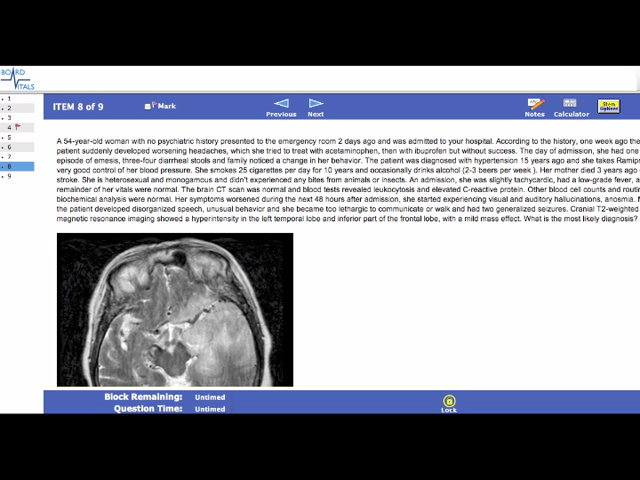 BOARD
VITALS
ITEM 8 of 9
Mark
Previous
Next
Notes
Calculator
1
2
3
4
5
6
7
8
9
A 54-year-old woman with no psychiatric history presented to the emergency room 2 days ago and was admitted to your hospital. According to the history, one week ago the
patient suddenly developed worsening headaches, which she tried to treat with acetaminophen, then with ibuprofen but without success. The day of admission, she had one
episode of emesis, three-four diarrheal stools and family noticed a change in her behavior. The patient was diagnosed with hypertension 15 years ago and she takes Ramipr
very good control of her blood pressure. She smokes 25 cigarettes per day for 10 years and occasionally drinks alcohol (2-3 beers per week ). Her mother died 3 years ago
stroke. She is heterosexual and monogamous and didn't experienced any bites from animals or insects. An admission, she was slightly tachycardic, had a low-grade fever, a
remainder of her vitals were normal. The brain CT scan was normal and blood tests revealed leukocytosis and elevated C-reactive protein. Other blood cell counts and routin
biochemical analysis were normal. Her symptoms worsened during the next 48 hours after admission, she started experiencing visual and auditory hallucinations, anosmia.
the patient developed disorganized speech, unusual behavior and she became too lethargic to communicate or walk and had two generalized seizures. Cranial T2-weighted
magnetic resonance imaging showed a hyperintensity in the left temporal lobe and inferior part of the frontal lobe, with a mild mass effect. What is the most likely diagnosis?
Block Remaining: Untimed
Question Time: Untimed
Lock